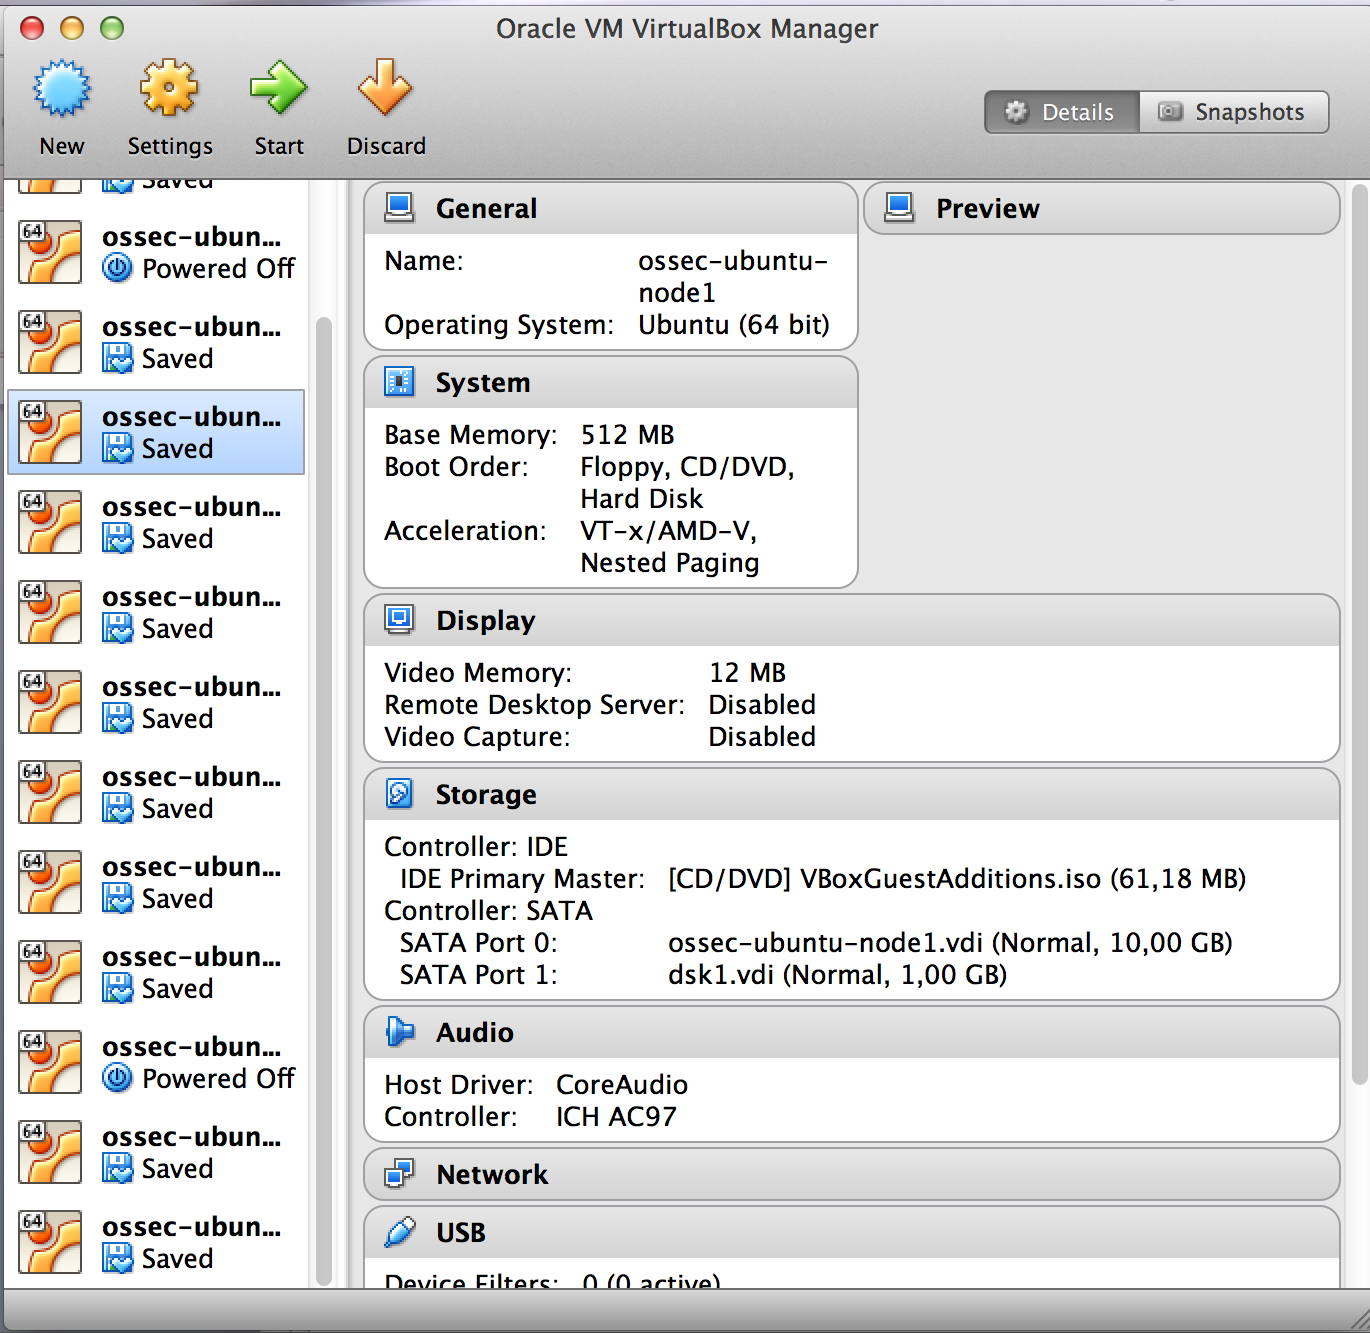 Oracle VM VirtualBox Manager
New
Settings
Start
Discard
Details
Snapshots
Saved
64
ossec-ubun...
Powered Off
64
ossec-ubun...
Saved
64
ossec-ubun...
Saved
64
ossec-ubun...
Saved
64
ossec-ubun...
Saved
64
ossec-ubun...
Saved
64
ossec-ubun...
Saved
64
ossec-ubun...
Saved
64
ossec-ubun...
Saved
64
ossec-ubun...
Powered Off
64
ossec-ubun...
Saved
64
ossec-ubun...
Saved
General
Name: ossec-ubuntu-
node1
Operating System: Ubuntu (64 bit)
Preview
System
Base Memory: 512 MB
Boot Order: Floppy, CD/DVD,
Hard Disk
Acceleration: VT-x/AMD-V,
Nested Paging
Display
Video Memory: 12 MB
Remote Desktop Server: Disabled
Video Capture: Disabled
Storage
Controller: IDE
IDE Primary Master: [CD/DVD] VBoxGuestAdditions.iso (61,18 MB)
Controller: SATA
SATA Port 0: ossec-ubuntu-node1.vdi (Normal, 10,00 GB)
SATA Port 1: dsk1.vdi (Normal, 1,00 GB)
Audio
Host Driver: CoreAudio
Controller: ICH AC97
Network
USB
Device Filters: 0 (0 active)